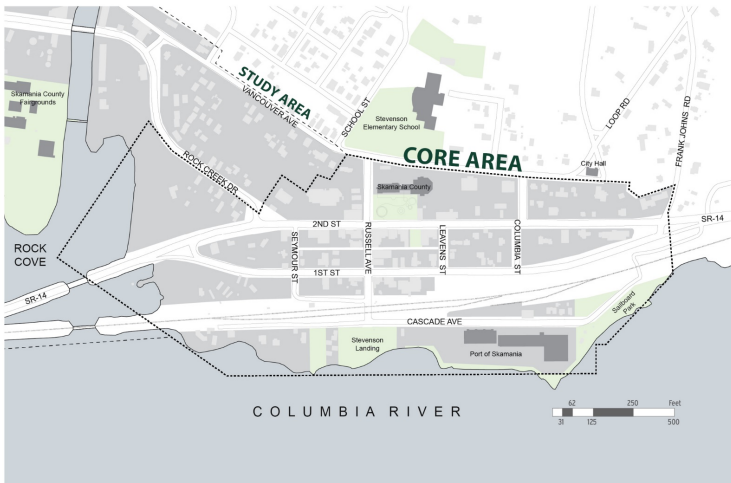 STUDY AREA
VANCOUVER AVE
SCHOOL ST
Skamania County
Fairgrounds
Stevenson
Elementary School
CORE AREA
LOOP RD
FRANK JOHNS RD
City Hall
ROCK CREEK DR
Skamania County
2ND ST
SR-14
ROCK
COVE
SEYMOUR ST
RUSSELL AVE
LEAVENS ST
COLUMBIA ST
1ST ST
SR-14
Sailboard
Park
CASCADE AVE
Stevenson
Landing
Port of Skamania
COLUMBIA RIVER
62 250 Feet
31 125 500